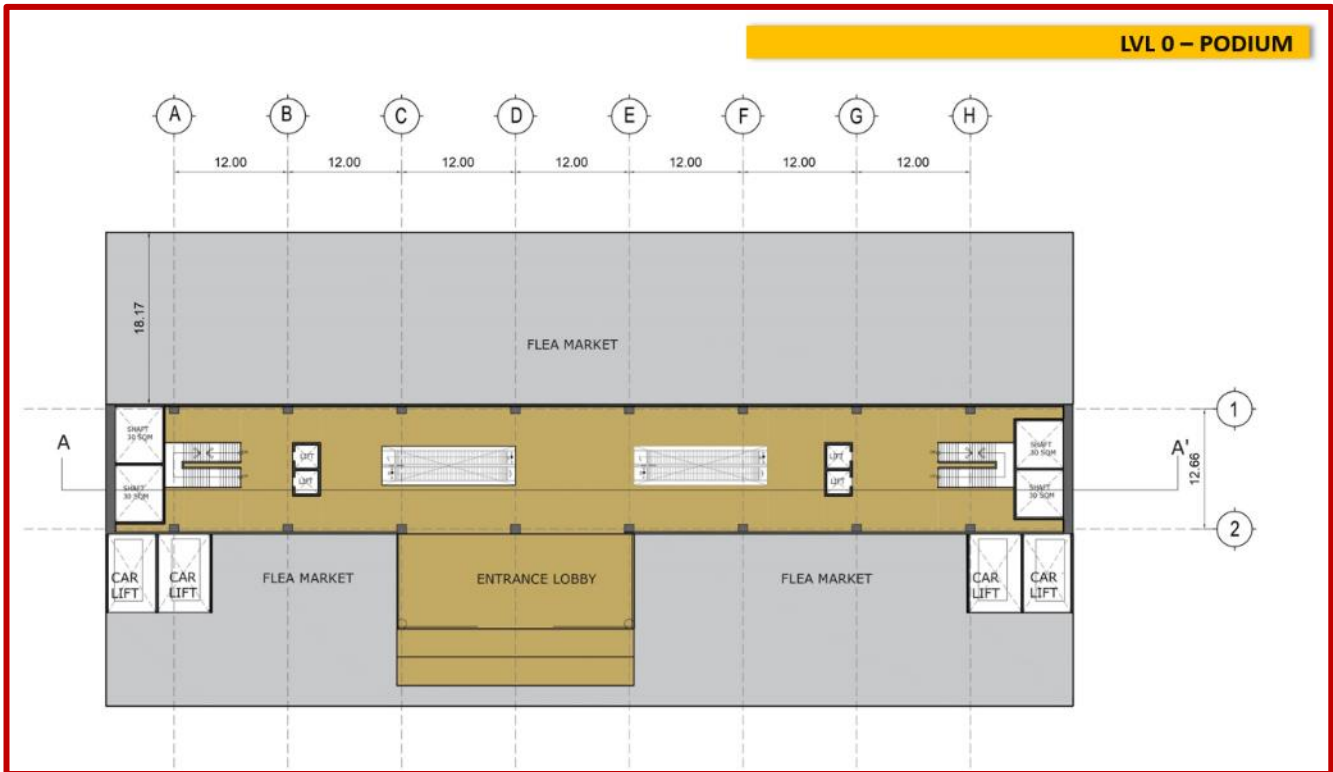 LVL 0 – PODIUM
A B C D E F G H
12.00 12.00 12.00 12.00 12.00 12.00 12.00
18.17
FLEA MARKET
1
SHAFT
30 SQM
SHAFT
30 SQM
LIFT
LIFT
LIFT
LIFT
SHAFT
30 SQM
SHAFT
30 SQM
A
A'
12.66
2
CAR
LIFT
CAR
LIFT
FLEA MARKET
ENTRANCE LOBBY
FLEA MARKET
CAR
LIFT
CAR
LIFT